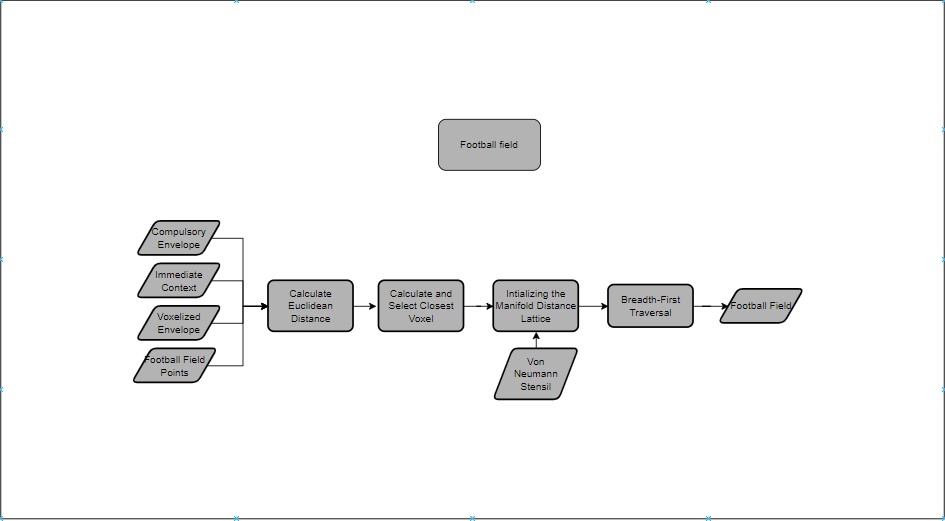 Football field
Compulsory
Envelope
Immediate
Context
Voxelized
Envelope
Football Field
Points
Calculate
Euclidean
Distance
Calculate and
Select Closest
Voxel
Intializing the
Manifold Distance
Lattice
Von
Neumann
Stensil
Breadth-First
Traversal
Football Field